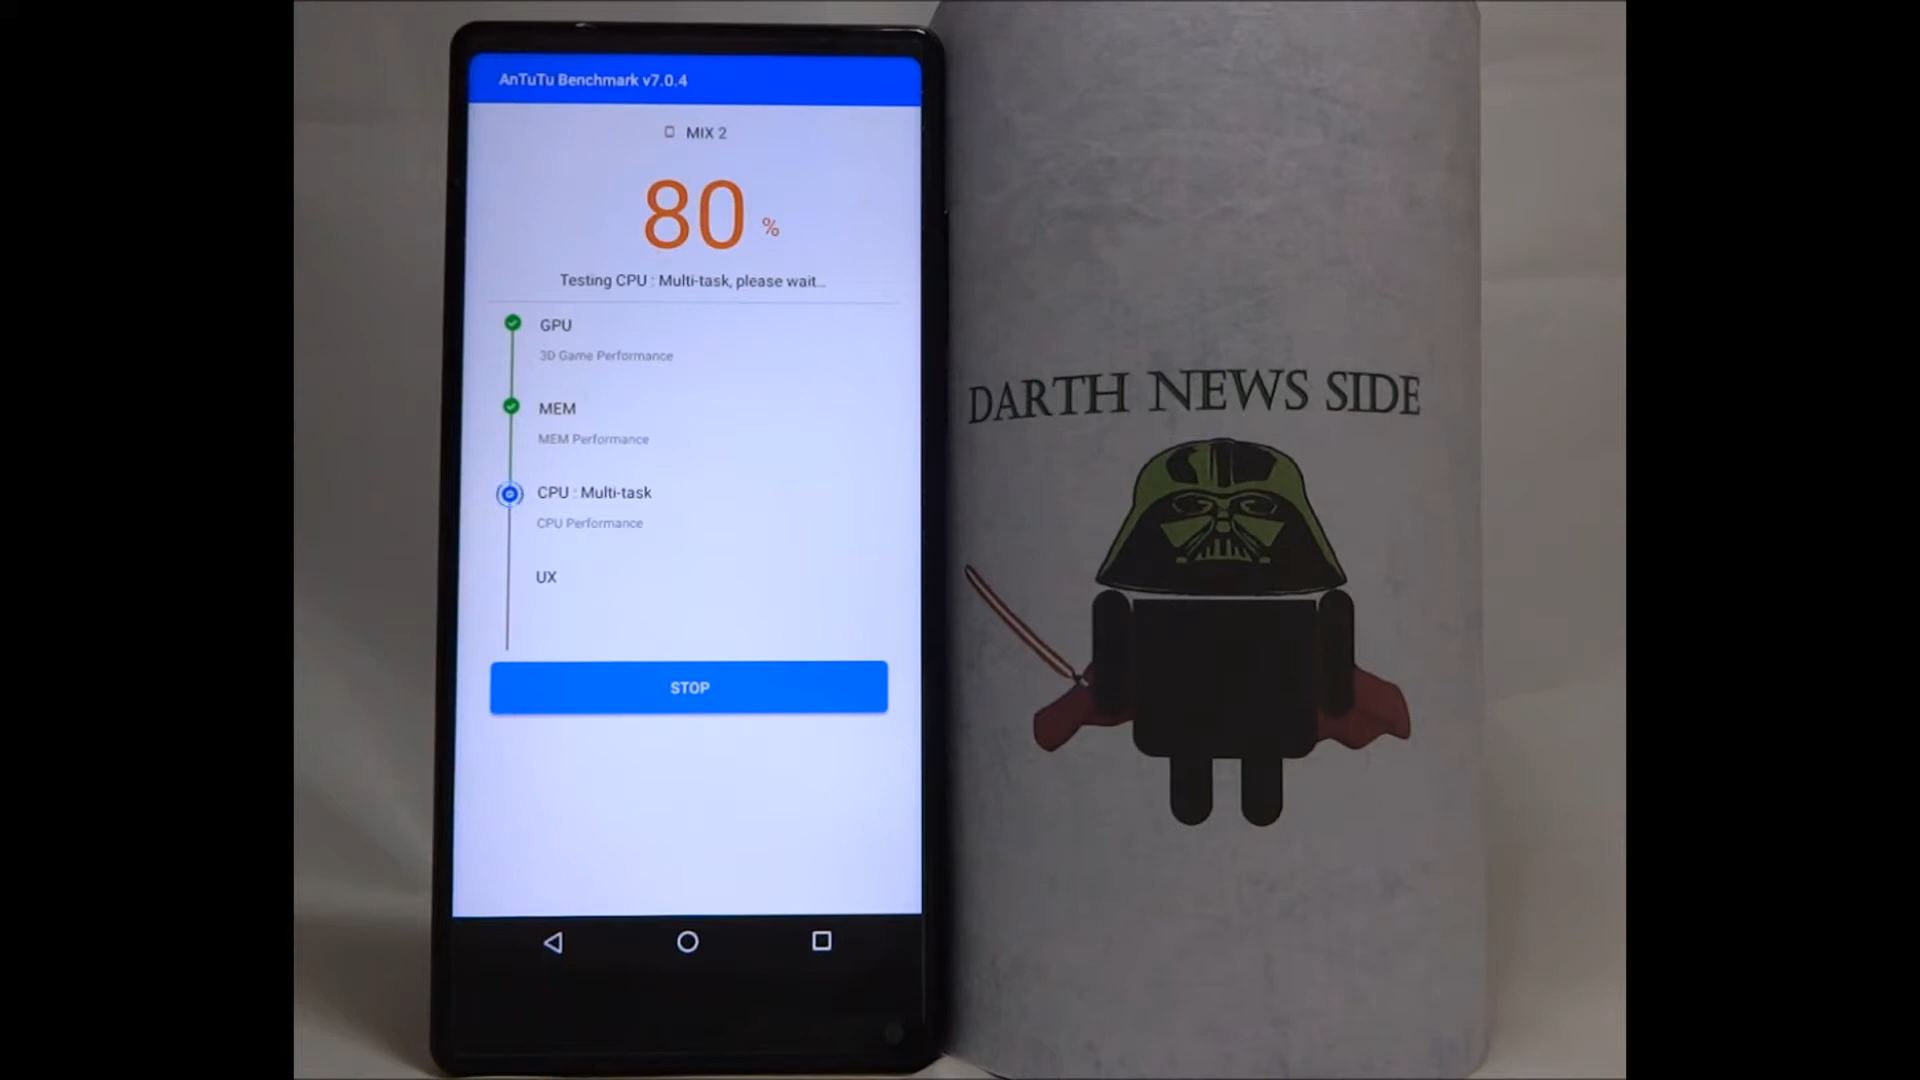 AnTuTu Benchmark v7.0.4
MIX 2
80 %
Testing CPU : Multi-task, please wait...
GPU
3D Game Performance
MEM
MEM Performance
CPU : Multi-task
CPU Performance
UX
STOP
DARTH NEWS SIDE